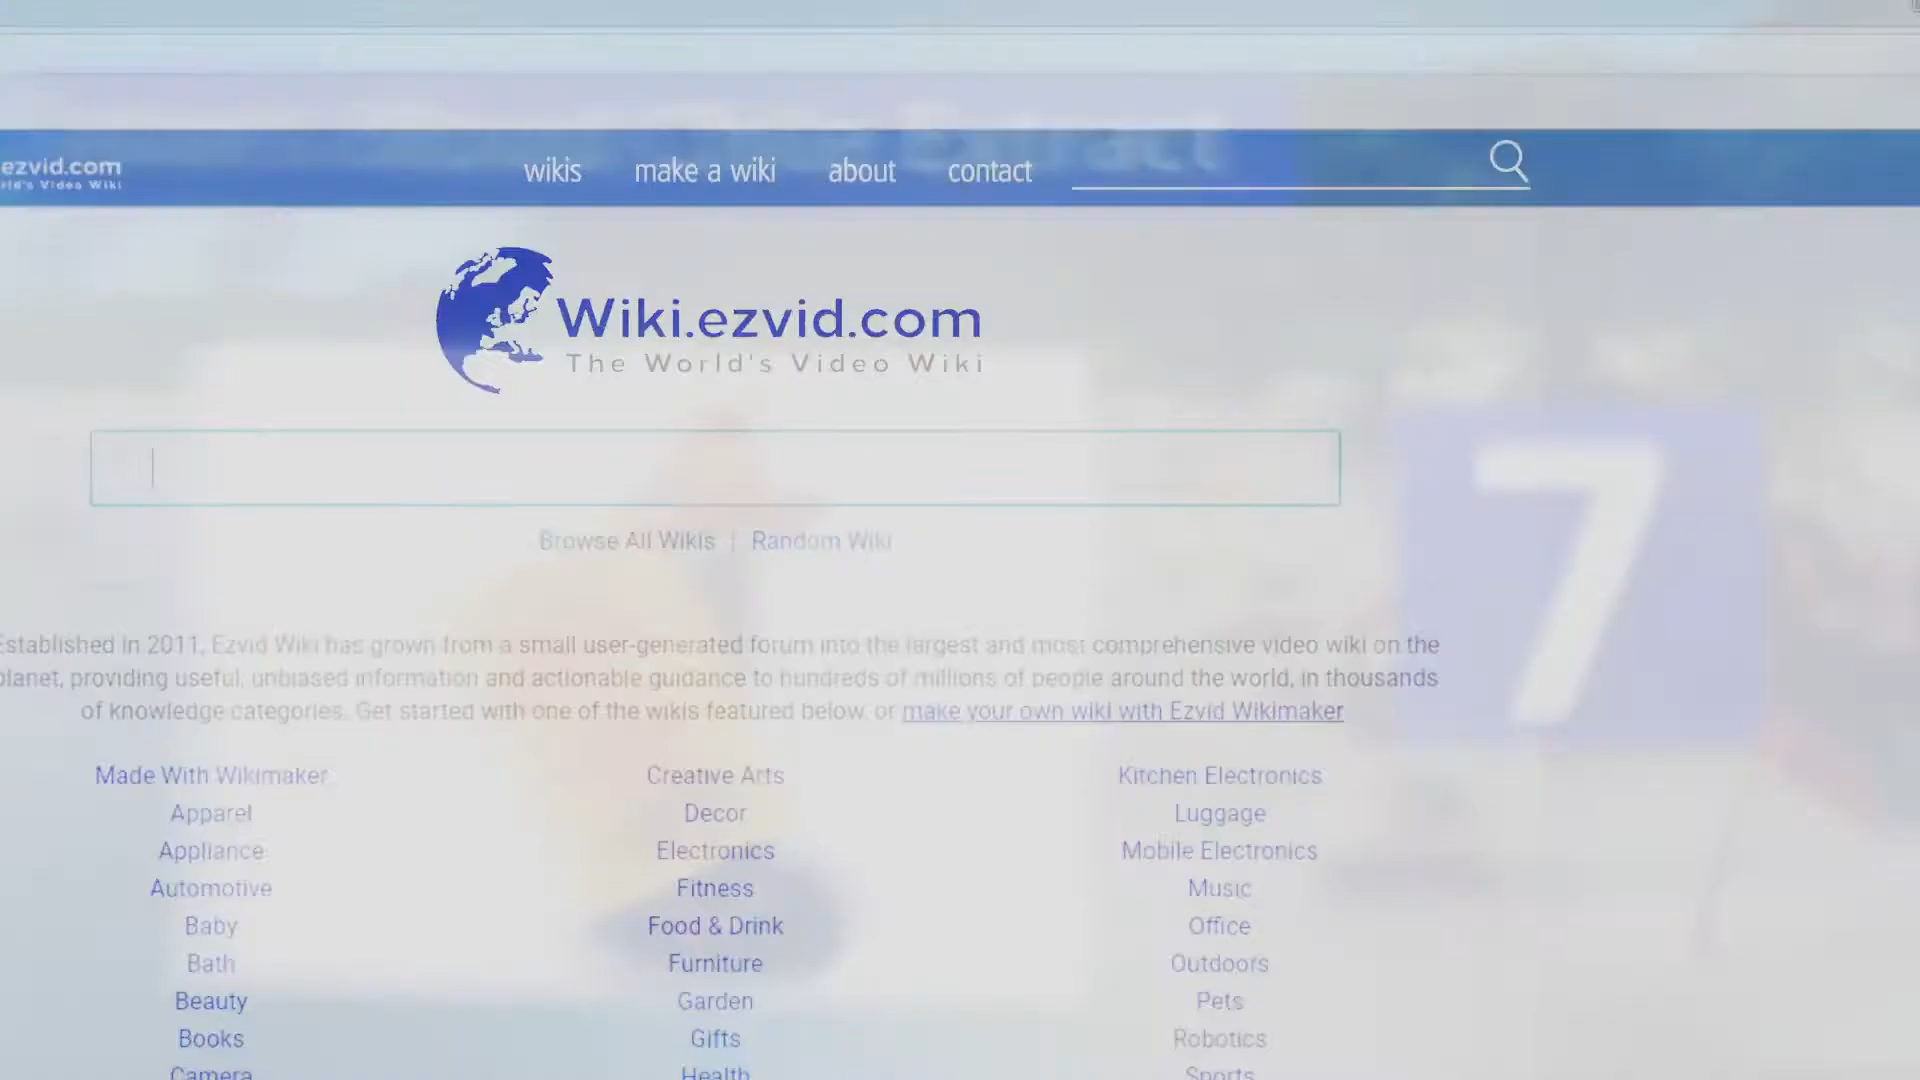 Extract
ezvid.com
wikis make a wiki about contact
World's Video Wiki
Wiki.ezvid.com
The World's Video Wiki
Browse All Wikis | Random Wiki
7
Established in 2011, Ezvid Wiki has grown from a small user-generated forum into the largest and most comprehensive video wiki on the
planet, providing useful, unbiased information and actionable guidance to hundreds of millions of people around the world, in thousands
of knowledge categories. Get started with one of the wikis featured below, or make your own wiki with Ezvid Wikimaker
Made With Wikimaker Creative Arts Kitchen Electronics
Apparel Decor Luggage
Appliance Electronics Mobile Electronics
Automotive Fitness Music
Baby Food & Drink Office
Bath Furniture Outdoors
Beauty Garden Pets
Books Gifts Robotics
Camera Health Sports